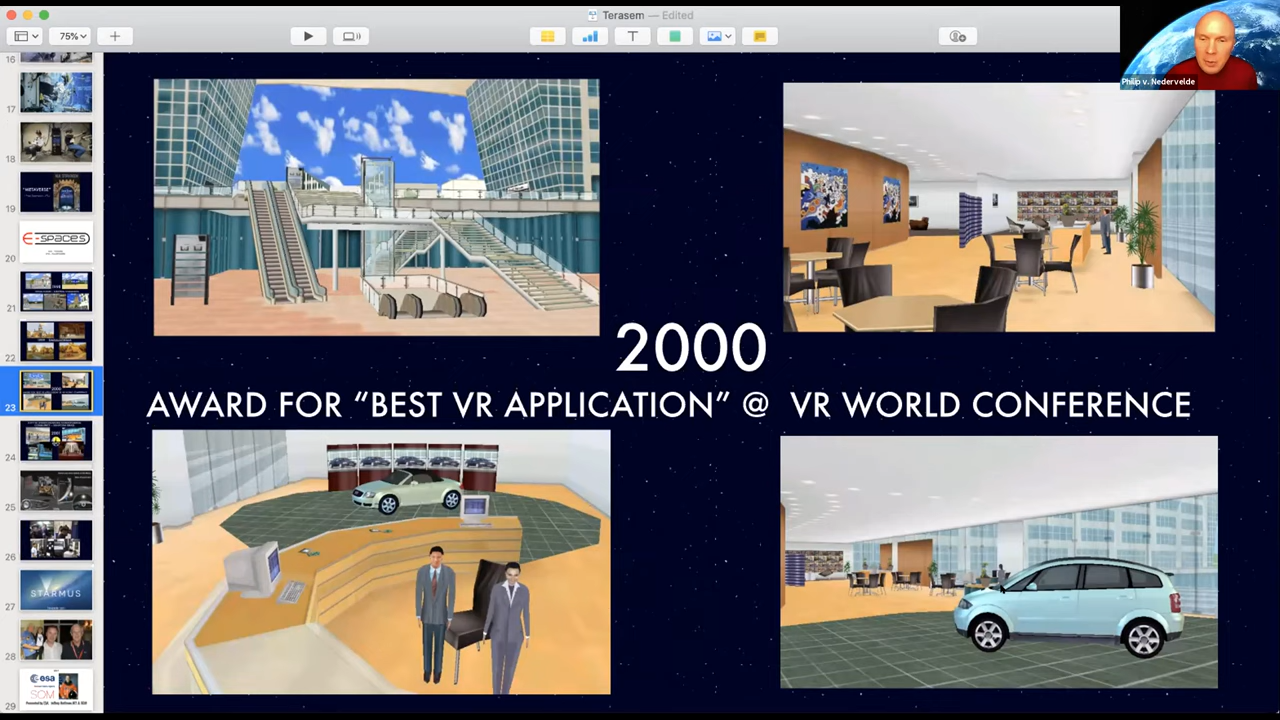 Terasem — Edited
75%
Philip v. Nedervelde
16
17
18
19
"METAVERSE"
20
E-SPACES
21
22
23
24
25
26
27
STARMUS
28
29
esa
2000
AWARD FOR “BEST VR APPLICATION” @ VR WORLD CONFERENCE